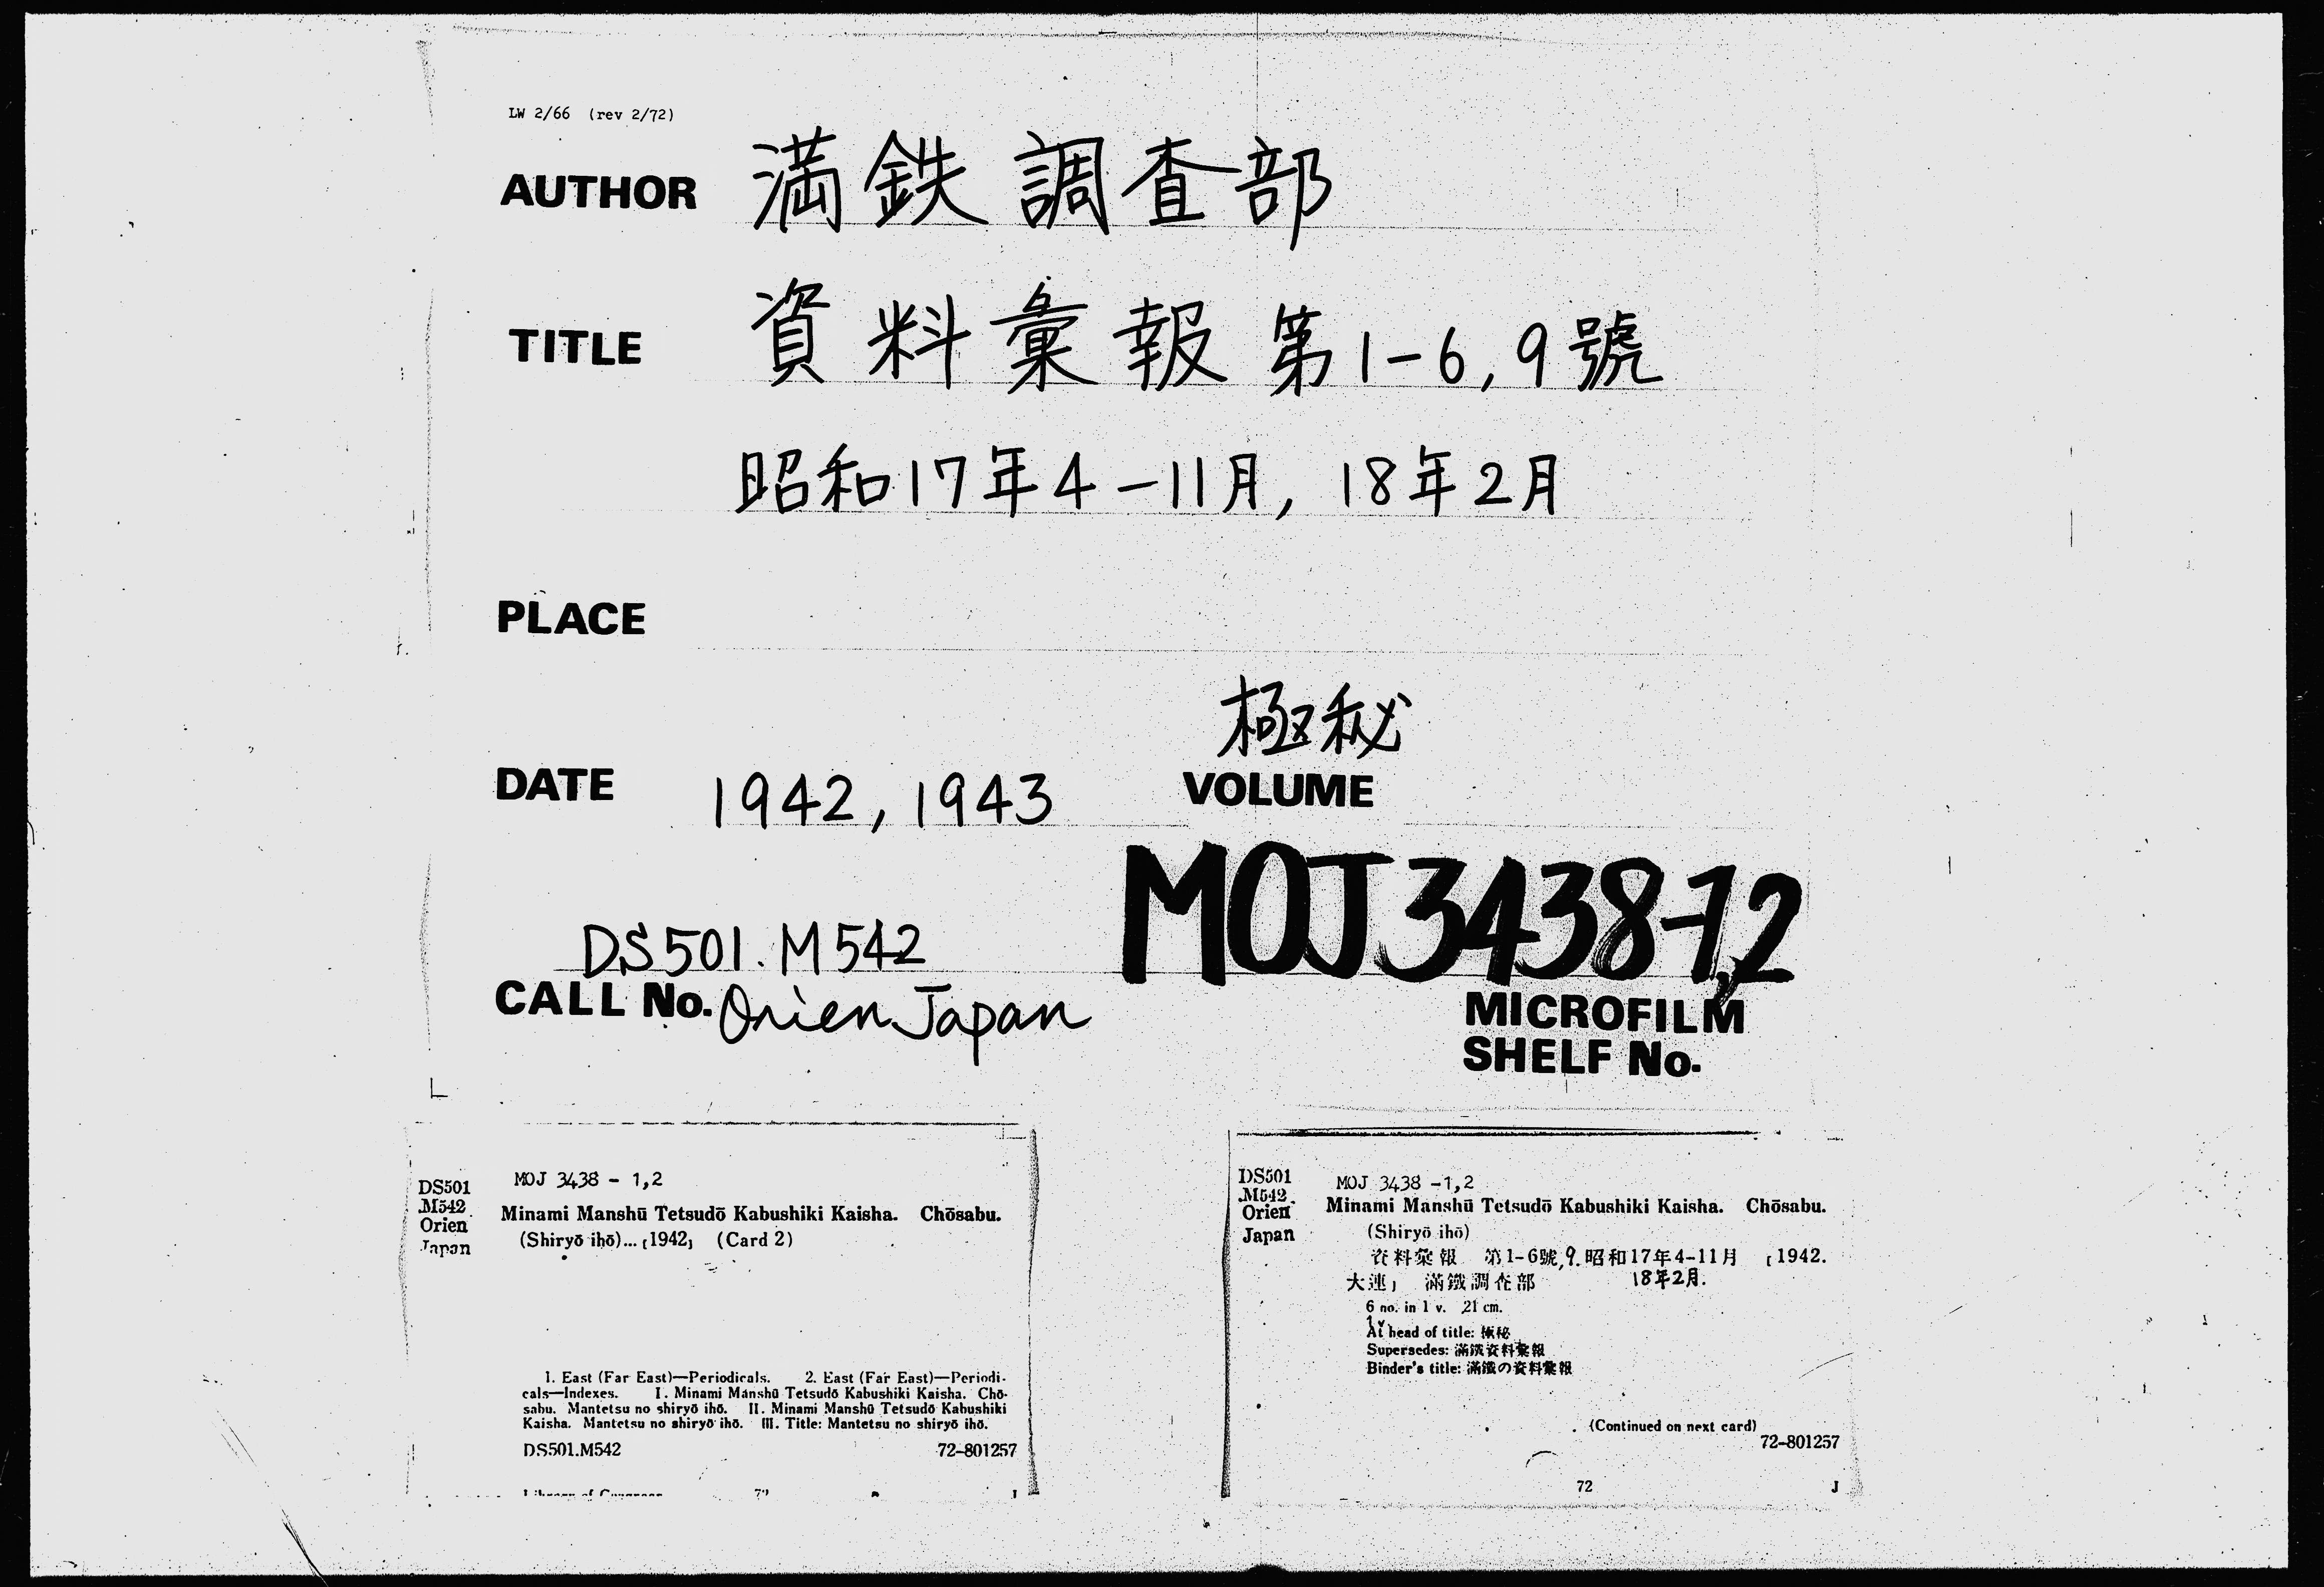 LW 2/66 (rev 2/72)
AUTHOR 満鉄調査部
TITLE 資料彙報 第1-6,9號
昭和17年4-11月, 18年2月
PLACE
極秘
DATE 1942, 1943 VOLUME
MOJ 3438-1,2
DS501.M542
CALL No. Orien Japan
MICROFILM
SHELF No.
MOJ 3438 - 1,2
DS501
.M542
Orien
Japan
Minami Manshū Tetsudō Kabushiki Kaisha. Chōsabu.
(Shiryō ihō)... [1942] (Card 2)
1. East (Far East)—Periodicals. 2. East (Far East)—Periodi-
cals—Indexes. I. Minami Manshū Tetsudō Kabushiki Kaisha. Chō-
sabu. Mantetsu no shiryō ihō. II. Minami Manshū Tetsudō Kabushiki
Kaisha. Mantetsu no shiryō ihō. III. Title: Mantetsu no shiryō ihō.
DS501.M542 72-801257
Library of Congress 72 J
DS501
.M542
Orien
Japan
MOJ 3438 -1,2
Minami Manshū Tetsudō Kabushiki Kaisha. Chōsabu.
(Shiryō ihō)
資料彙報 第1-6號,9. 昭和17年4-11月 [1942.
大連] 滿鐵調査部 18年2月.
6 no. in 1 v. 21 cm.
1 v.
At head of title: 極秘
Supersedes: 滿鐵資料彙報
Binder's title: 滿鐵の資料彙報
(Continued on next card)
72-801257
72 J